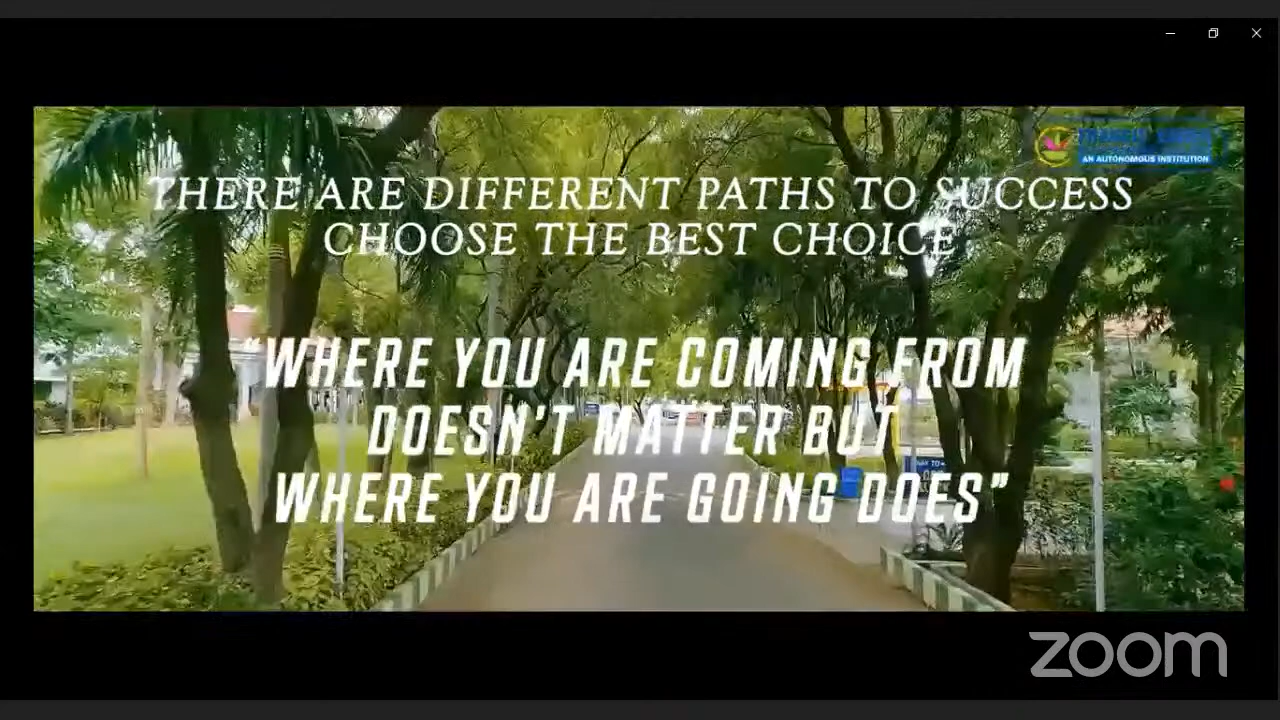 AN AUTONOMOUS INSTITUTION
THERE ARE DIFFERENT PATHS TO SUCCESS
CHOOSE THE BEST CHOICE
“WHERE YOU ARE COMING FROM
DOESN'T MATTER BUT
WHERE YOU ARE GOING DOES”
zoom